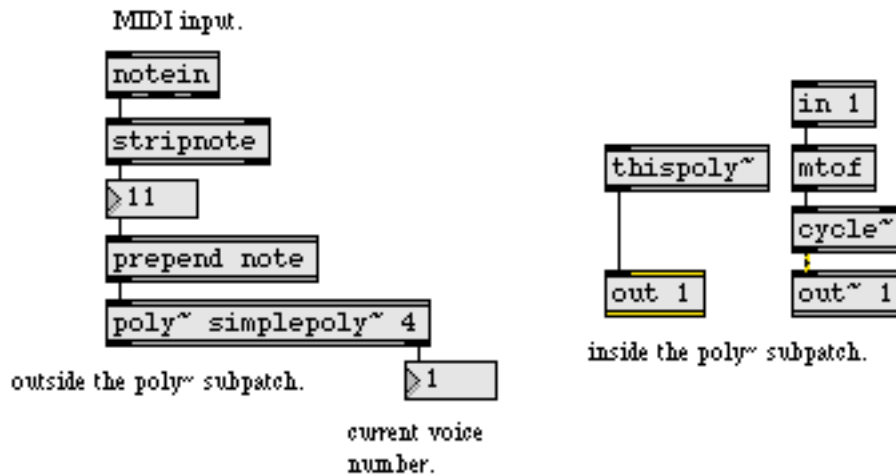 MIDI input.
notein
stripnote
11
prepend note
poly~ simplepoly~ 4
outside the poly~ subpatch.
1
current voice
number.
in 1
thispoly~
mtof
cycle~
out 1
out~ 1
inside the poly~ subpatch.